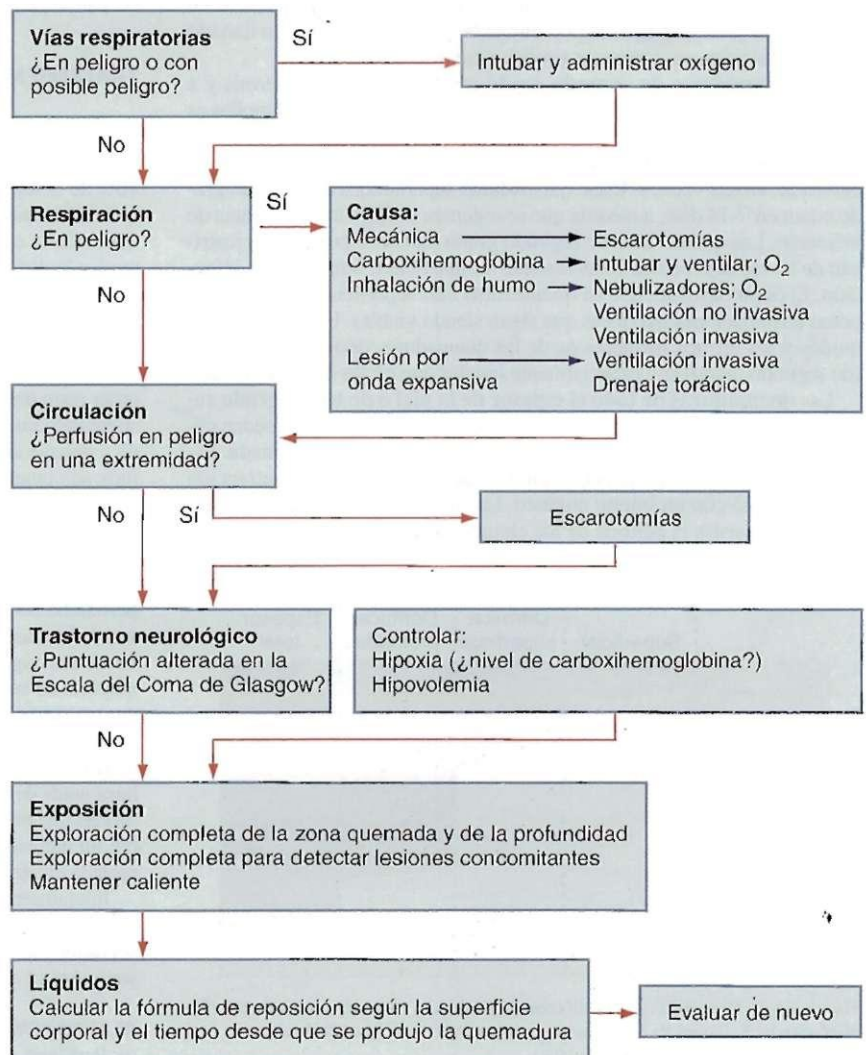 Vías respiratorias
¿En peligro o con
posible peligro?
Sí
Intubar y administrar oxígeno
No
Respiración
¿En peligro?
Sí
Causa:
Mecánica Escarotomías
Carboxihemoglobina Intubar y ventilar; O₂
Inhalación de humo Nebulizadores; O₂
Ventilación no invasiva
Ventilación invasiva
Lesión por Ventilación invasiva
onda expansiva Drenaje torácico
Circulación
¿Perfusión en peligro
en una extremidad?
No
Sí
Escarotomías
Trastorno neurológico
¿Puntuación alterada en la
Escala del Coma de Glasgow?
Controlar:
Hipoxia (¿nivel de carboxihemoglobina?)
Hipovolemia
No
Exposición
Exploración completa de la zona quemada y de la profundidad
Exploración completa para detectar lesiones concomitantes
Mantener caliente
Líquidos
Calcular la fórmula de reposición según la superficie
corporal y el tiempo desde que se produjo la quemadura
Evaluar de nuevo